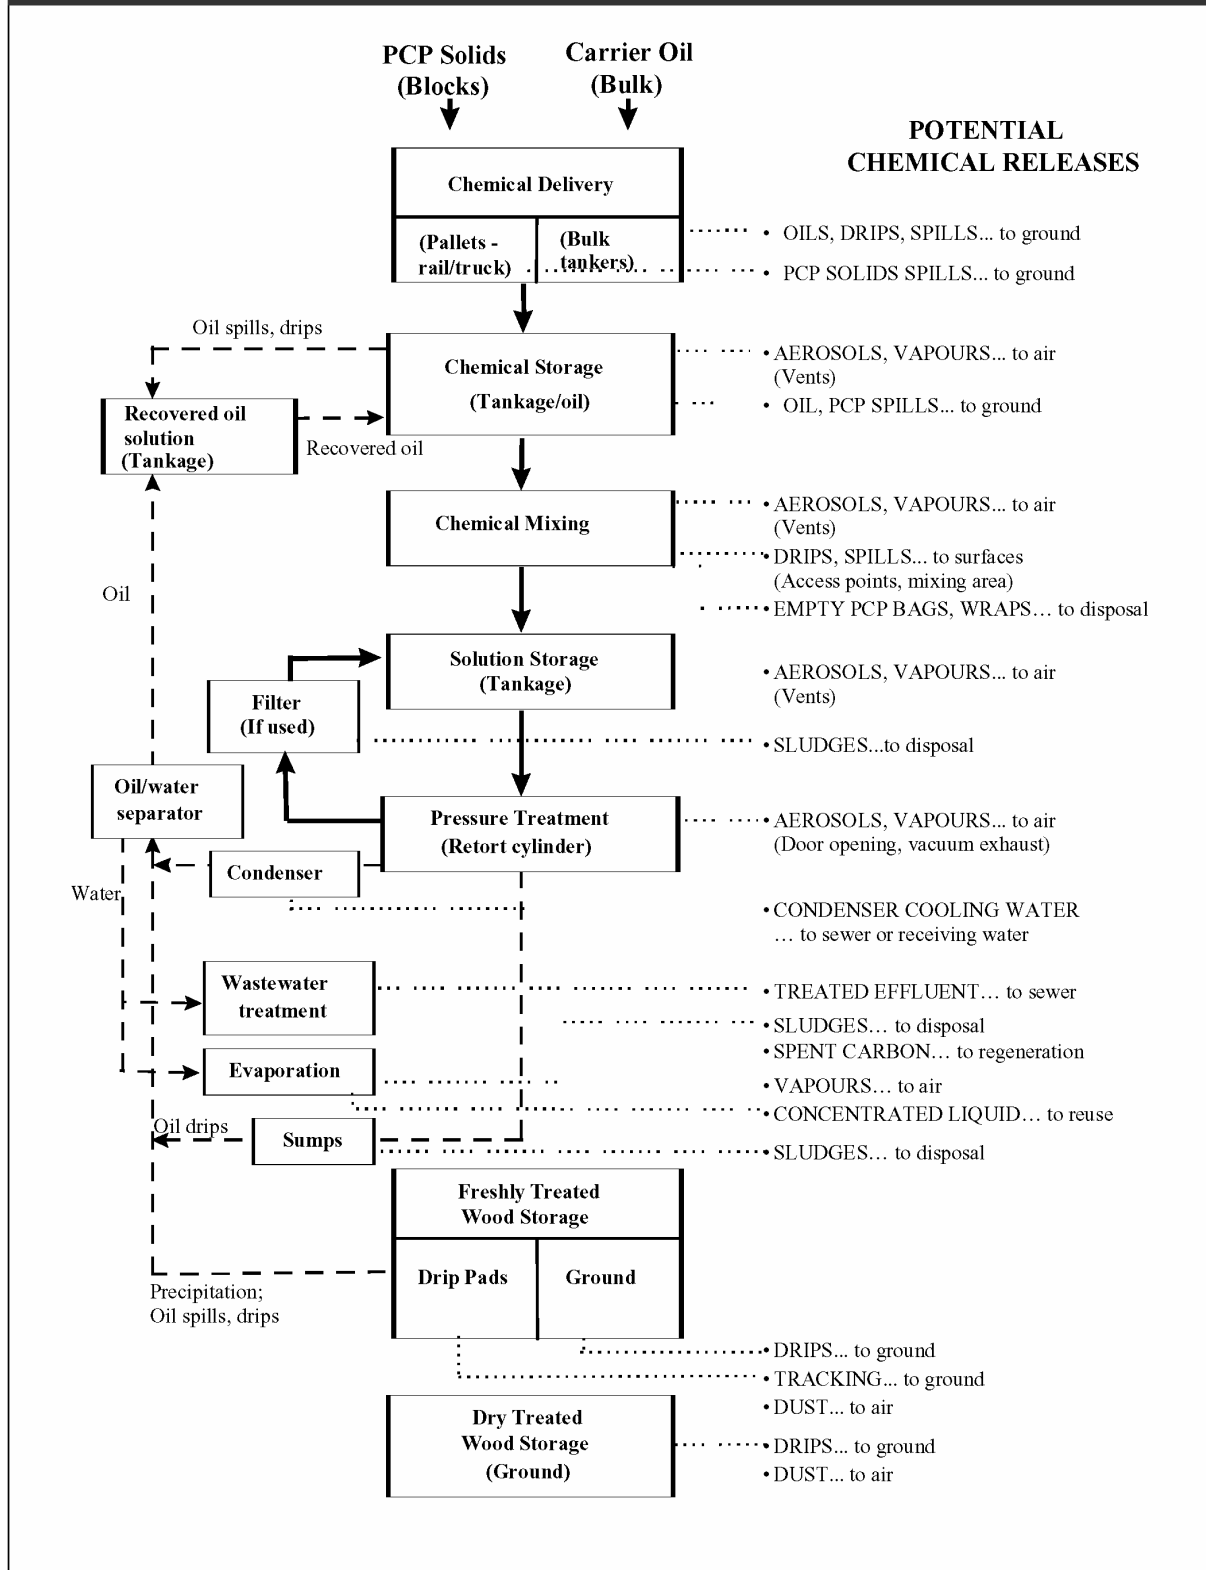 PCP Solids
(Blocks)
Carrier Oil
(Bulk)
POTENTIAL
CHEMICAL RELEASES
Chemical Delivery
(Pallets -
rail/truck)
(Bulk
tankers)
• OILS, DRIPS, SPILLS... to ground
• PCP SOLIDS SPILLS... to ground
Oil spills, drips
Chemical Storage
(Tankage/oil)
• AEROSOLS, VAPOURS... to air
(Vents)
• OIL, PCP SPILLS... to ground
Recovered oil
solution
(Tankage)
Recovered oil
Chemical Mixing
• AEROSOLS, VAPOURS... to air
(Vents)
• DRIPS, SPILLS... to surfaces
(Access points, mixing area)
• EMPTY PCP BAGS, WRAPS... to disposal
Oil
Solution Storage
(Tankage)
• AEROSOLS, VAPOURS... to air
(Vents)
Filter
(If used)
• SLUDGES...to disposal
Oil/water
separator
Pressure Treatment
(Retort cylinder)
• AEROSOLS, VAPOURS... to air
(Door opening, vacuum exhaust)
Condenser
Water
• CONDENSER COOLING WATER
... to sewer or receiving water
Wastewater
treatment
• TREATED EFFLUENT... to sewer
• SLUDGES... to disposal
• SPENT CARBON... to regeneration
Evaporation
• VAPOURS... to air
• CONCENTRATED LIQUID... to reuse
Oil drips
Sumps
• SLUDGES... to disposal
Freshly Treated
Wood Storage
Drip Pads
Ground
Precipitation;
Oil spills, drips
• DRIPS... to ground
• TRACKING... to ground
• DUST... to air
Dry Treated
Wood Storage
(Ground)
• DRIPS... to ground
• DUST... to air